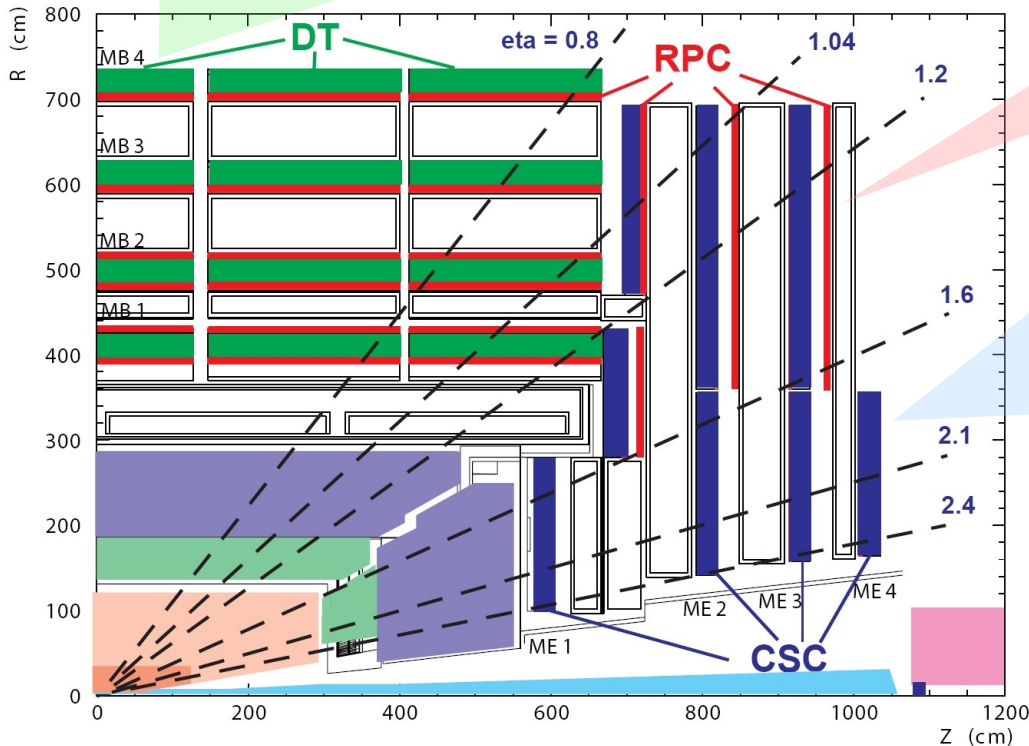 R (cm)
800
700
600
500
400
300
200
100
0
MB 4
MB 3
MB 2
MB 1
DT
eta = 0.8
RPC
1.04
1.2
1.6
2.1
2.4
ME 1
ME 2
ME 3
ME 4
CSC
0
200
400
600
800
1000
1200
Z (cm)